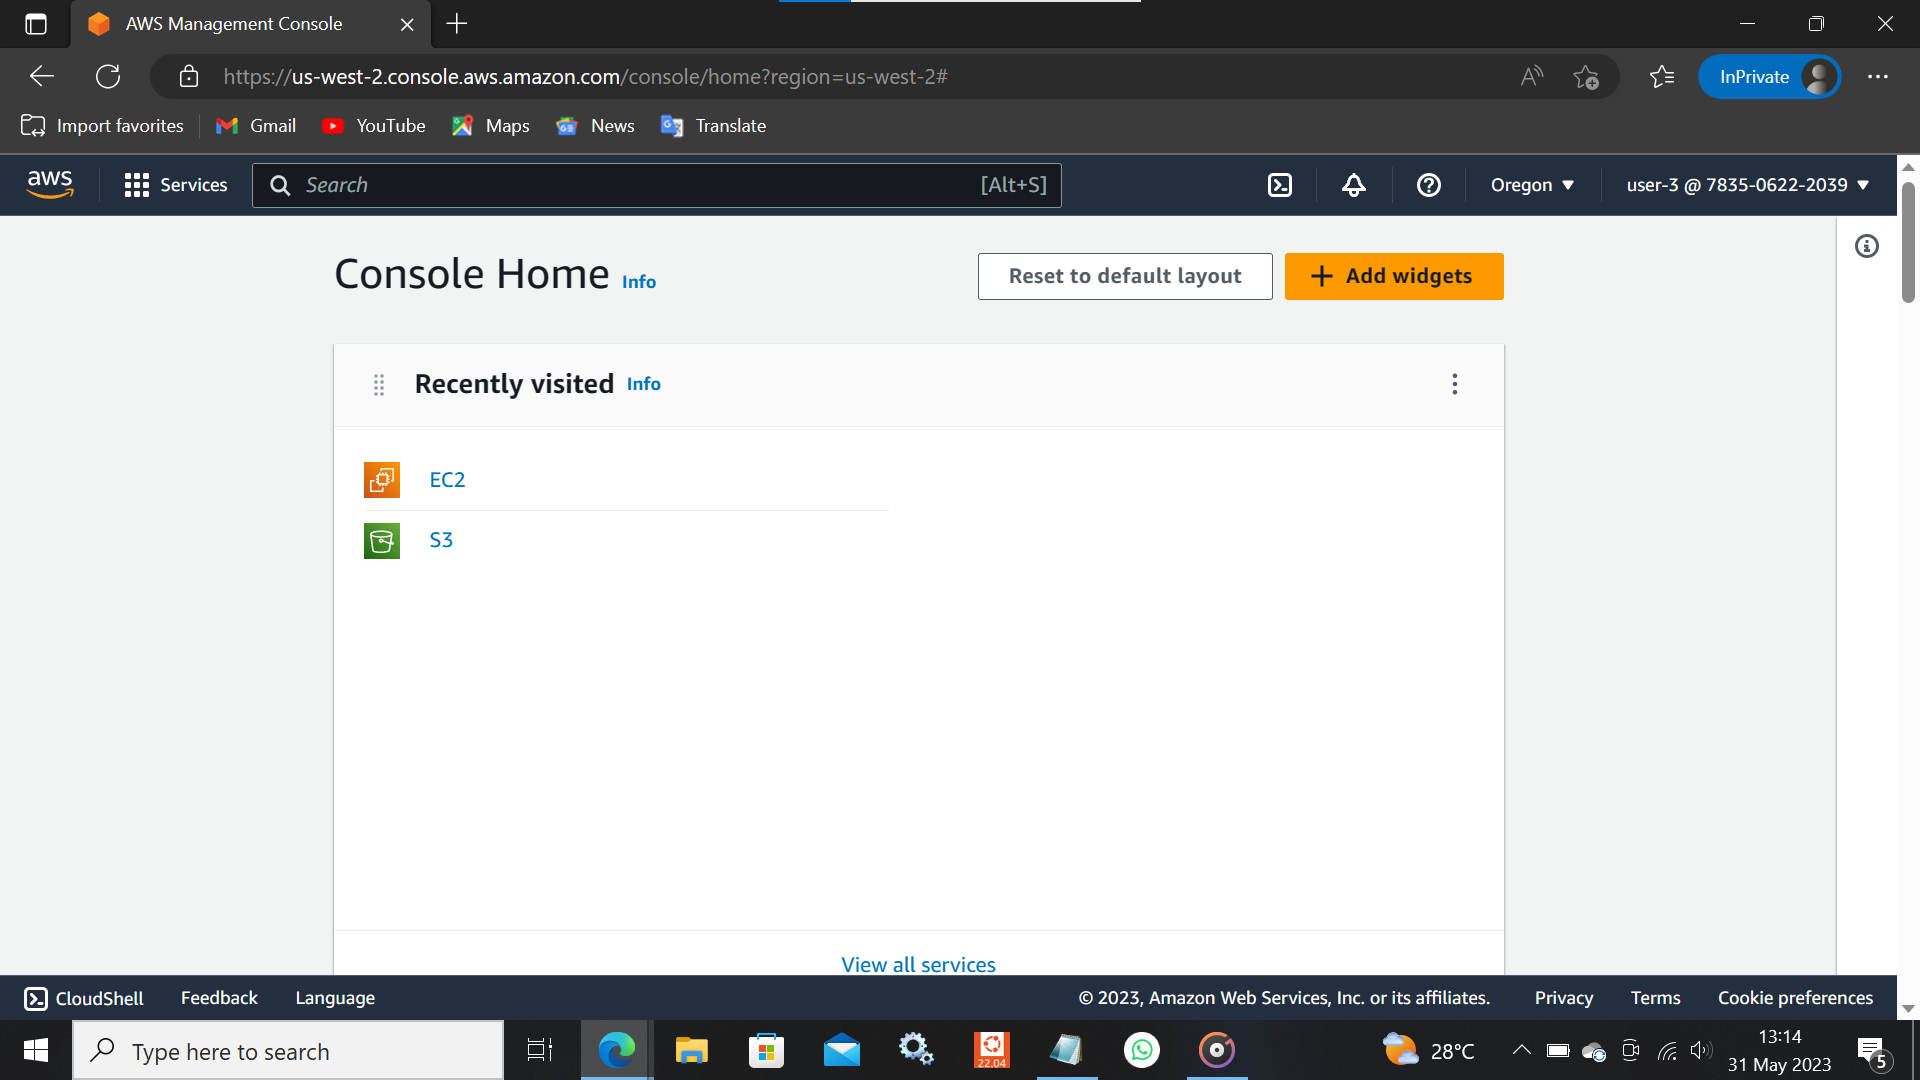 AWS Management Console
https://us-west-2.console.aws.amazon.com/console/home?region=us-west-2#
InPrivate
Import favorites
Gmail
YouTube
Maps
News
Translate
aws
Services
Search
[Alt+S]
Oregon
user-3 @ 7835-0622-2039
Console Home Info
Reset to default layout
Add widgets
Recently visited Info
EC2
S3
View all services
CloudShell
Feedback
Language
© 2023, Amazon Web Services, Inc. or its affiliates.
Privacy
Terms
Cookie preferences
Type here to search
22.04
28°C
13:14
31 May 2023
5